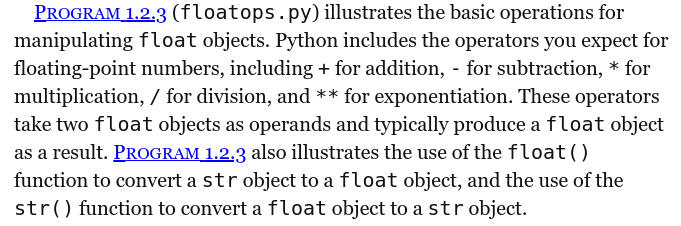 PROGRAM 1.2.3 (floatops.py) illustrates the basic operations for
manipulating float objects. Python includes the operators you expect for
floating-point numbers, including + for addition, - for subtraction, * for
multiplication, / for division, and ** for exponentiation. These operators
take two float objects as operands and typically produce a float object
as a result. PROGRAM 1.2.3 also illustrates the use of the float()
function to convert a str object to a float object, and the use of the
str() function to convert a float object to a str object.